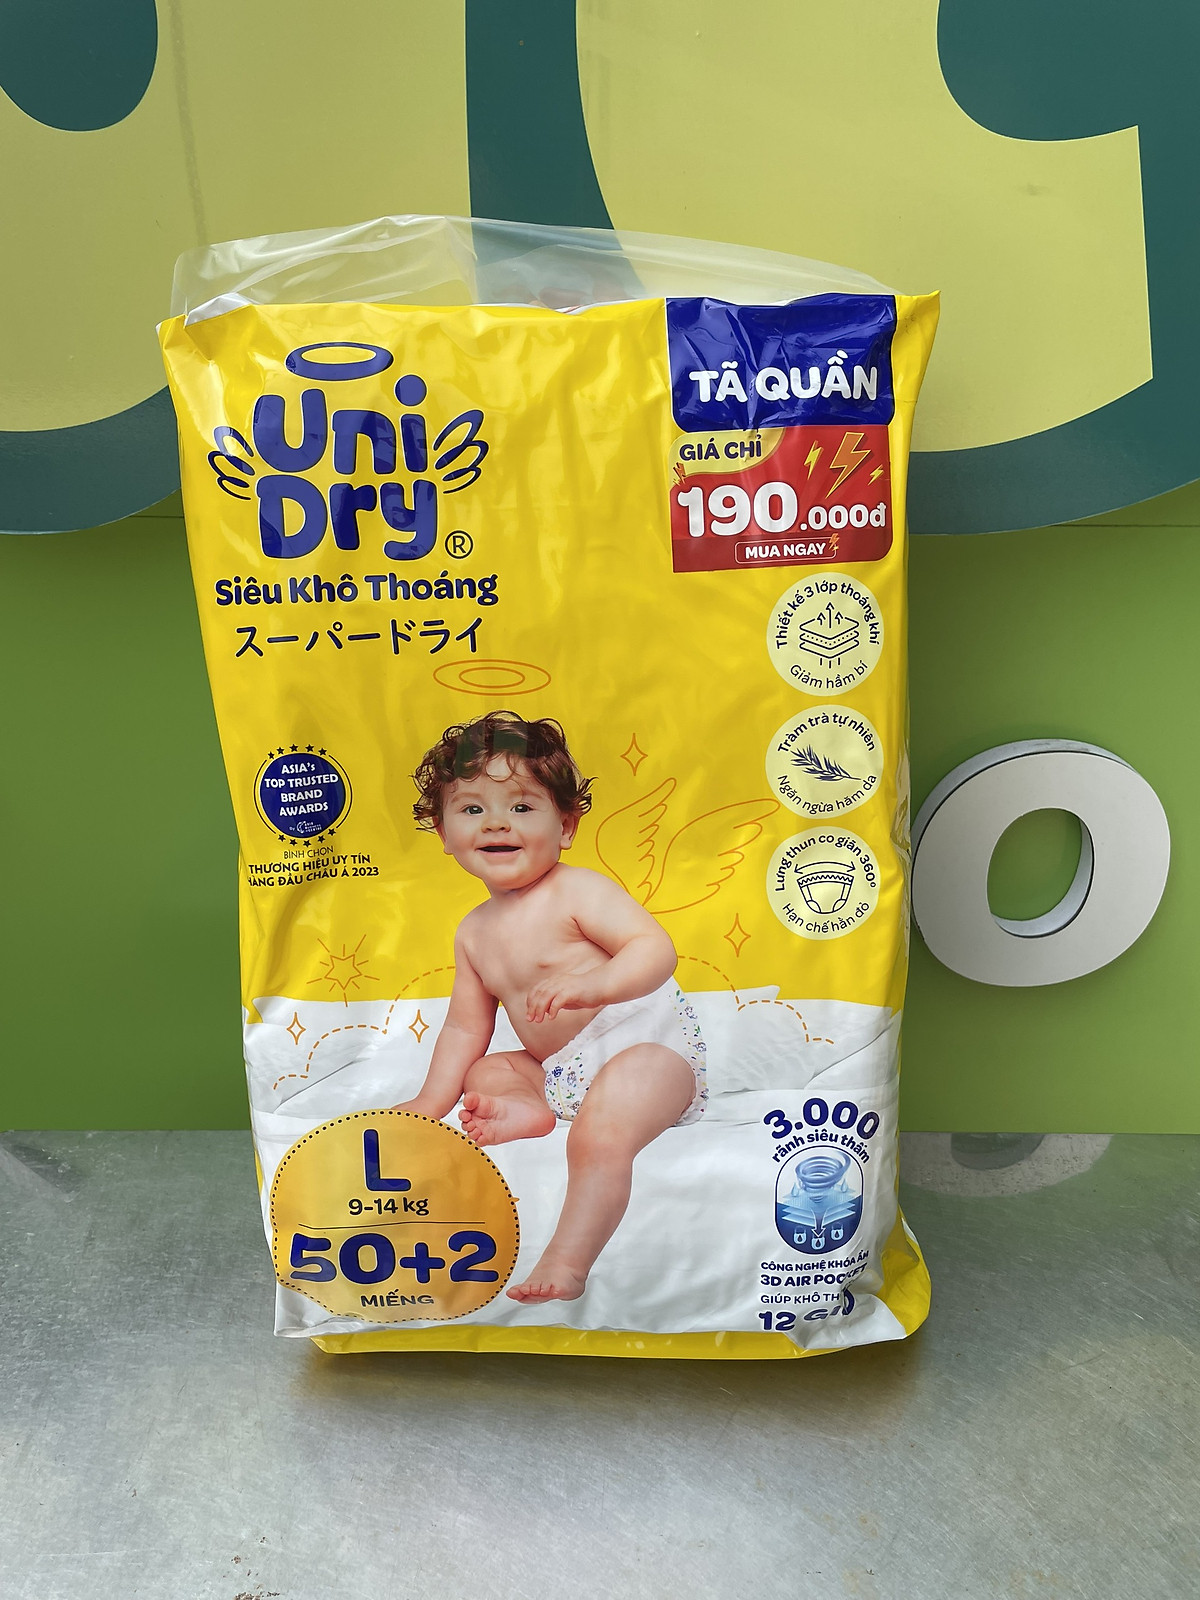 Uni
Dry®
Siêu Khô Thoáng
スーパードライ
TÃ QUẦN
GIÁ CHỈ
190.000đ
MUA NGAY
Thiết kế 3 lớp thoáng khí
Giảm hầm bí
Tràm trà tự nhiên
Ngăn ngừa hăm da
Lưng thun co giãn 360°
Hạn chế hằn đỏ
ASIA's
TOP TRUSTED
BRAND
AWARDS
BÌNH CHỌN
THƯƠNG HIỆU UY TÍN
HÀNG ĐẦU CHÂU Á 2023
L
9-14 kg
50+2
MIẾNG
3.000
rãnh siêu thấm
CÔNG NGHỆ KHÓA ẨM
3D AIR POCKET
GIÚP KHÔ TH
12 GIỜ
O